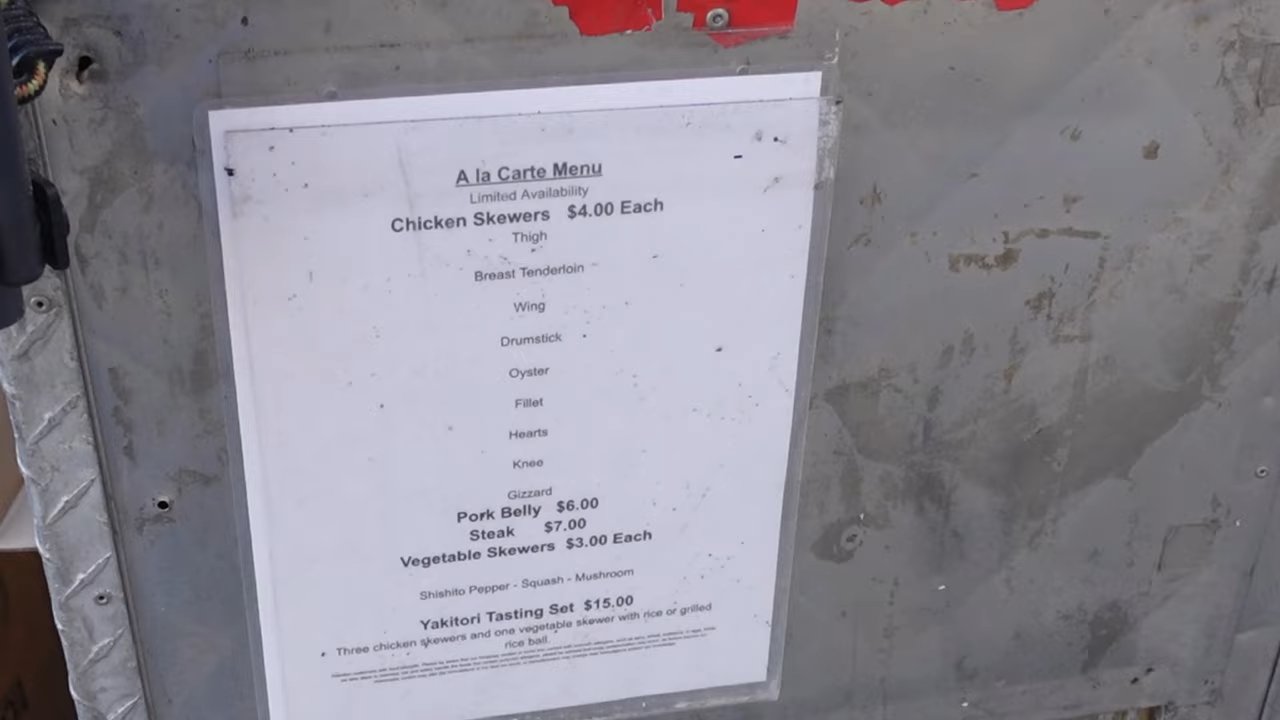 A la Carte Menu
Limited Availability
Chicken Skewers $4.00 Each
Thigh
Breast Tenderloin
Wing
Drumstick
Oyster
Fillet
Hearts
Knee
Gizzard
Pork Belly $6.00
Steak $7.00
Vegetable Skewers $3.00 Each
Shishito Pepper - Squash - Mushroom
Yakitori Tasting Set $15.00
• Three chicken skewers and one vegetable skewer with rice or grilled
rice ball.